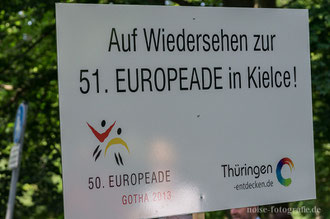 Auf Wiedersehen zur
51. EUROPEADE in Kielce!
50. EUROPEADE
GOTHA 2013
Thüringen
-entdecken.de
noise-fotografie.de